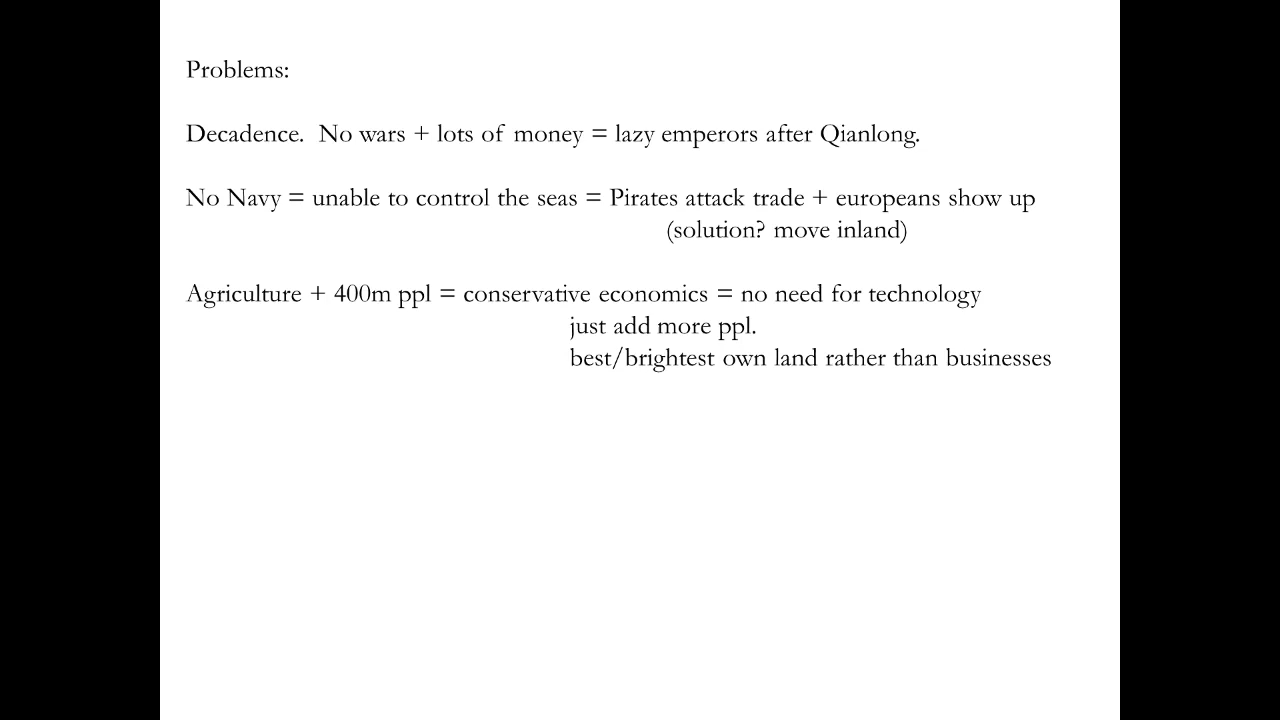 Problems:
Decadence. No wars + lots of money = lazy emperors after Qianlong.
No Navy = unable to control the seas = Pirates attack trade + europeans show up
(solution? move inland)
Agriculture + 400m ppl = conservative economics = no need for technology
just add more ppl.
best/brightest own land rather than businesses